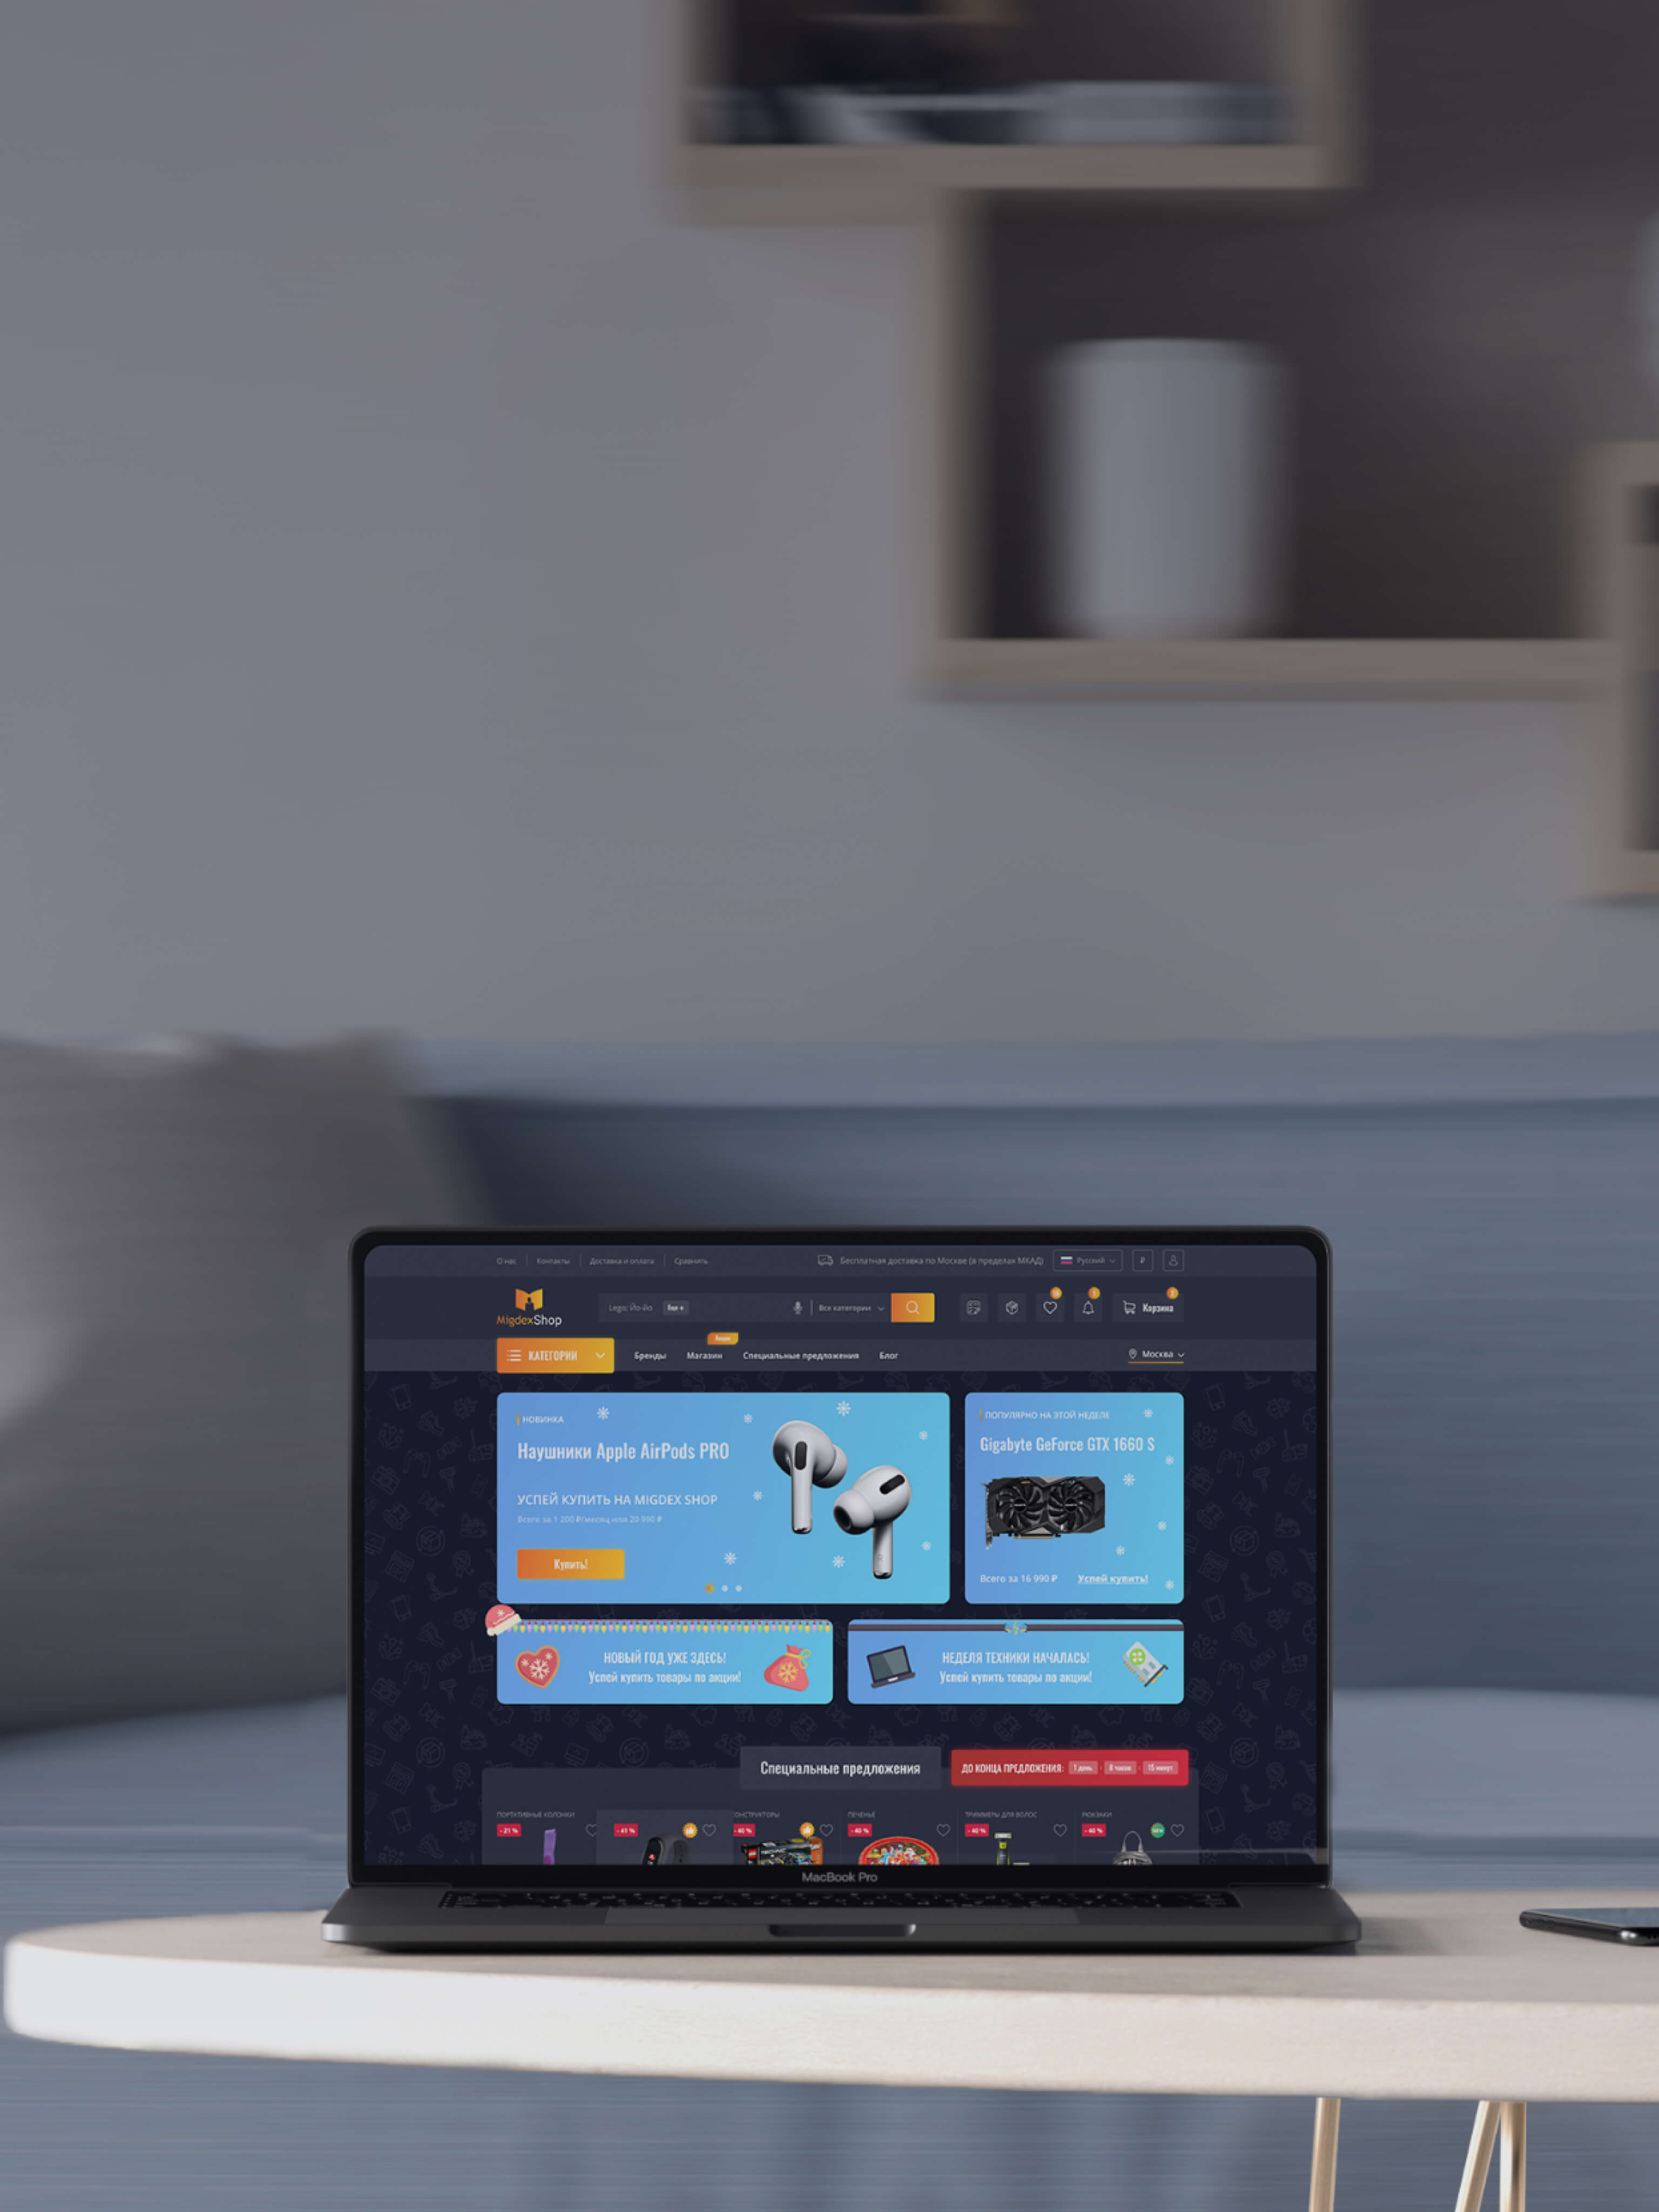 О нас
Контакты
Доставка и оплата
Сравнить
Бесплатная доставка по Москве (в пределах МКАД)
Русский
₽
MigdexShop
Lego; Йо-йо
Все категории
Корзина
КАТЕГОРИИ
Бренды
Магазин
Специальные предложения
Блог
Москва
НОВИНКА
Наушники Apple AirPods PRO
УСПЕЙ КУПИТЬ НА MIGDEX SHOP
Всего за 1 200 ₽/месяц или 20 990 ₽
Купить!
ПОПУЛЯРНО НА ЭТОЙ НЕДЕЛЕ
Gigabyte GeForce GTX 1660 S
Всего за 16 990 ₽ Успей купить!
НОВЫЙ ГОД УЖЕ ЗДЕСЬ!
Успей купить товары по акции!
НЕДЕЛЯ ТЕХНИКИ НАЧАЛАСЬ!
Успей купить товары по акции!
Специальные предложения
ДО КОНЦА ПРЕДЛОЖЕНИЯ: 1 день : 8 часов : 15 минут
ПОРТАТИВНЫЕ КОЛОНКИ
ОНСТРУКТОРЫ
ПЕЧЕНЬЕ
ТРИММЕРЫ ДЛЯ ВОЛОС
РЮКЗАКИ
-21 %
-41 %
-40 %
-40 %
-40 %
-40 %
NEW
MacBook Pro